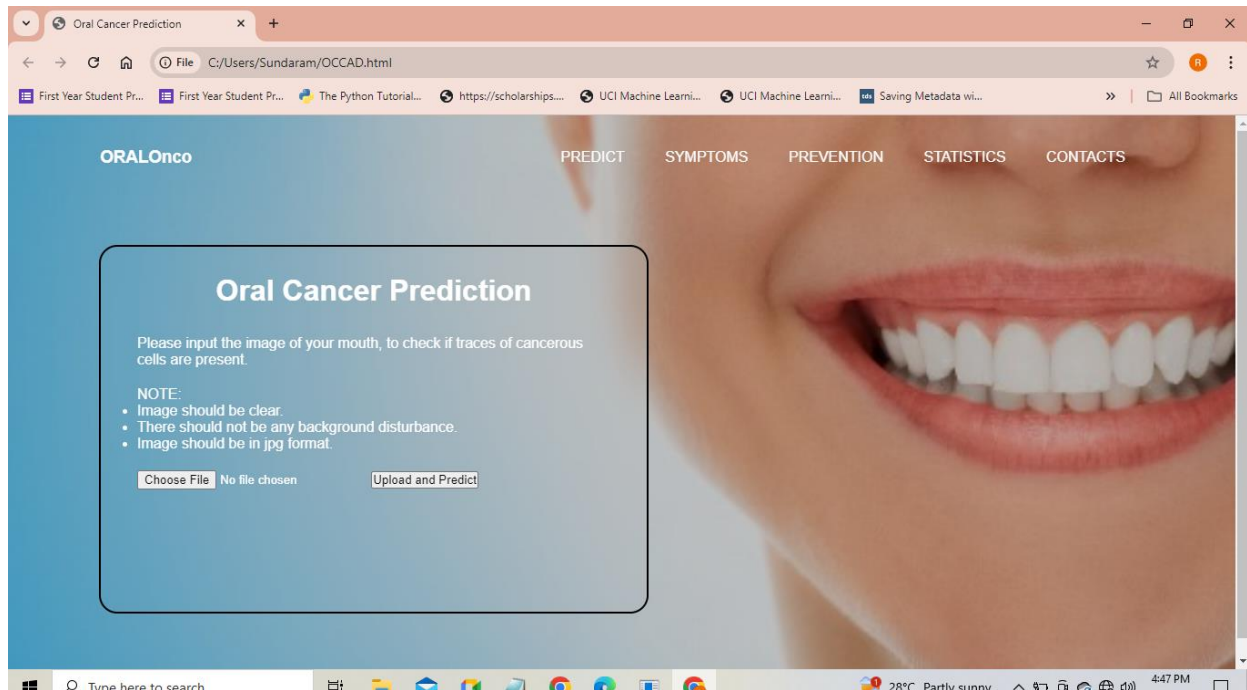 Oral Cancer Prediction
File C:/Users/Sundaram/OCCAD.html
R
First Year Student Pr... First Year Student Pr... The Python Tutorial... https://scholarships.... UCI Machine Learni... UCI Machine Learni... tds Saving Metadata wi... » All Bookmarks
ORALOnco PREDICT SYMPTOMS PREVENTION STATISTICS CONTACTS
Oral Cancer Prediction
Please input the image of your mouth, to check if traces of cancerous
cells are present.
NOTE:
• Image should be clear.
• There should not be any background disturbance.
• Image should be in jpg format.
Choose File No file chosen Upload and Predict
Type here to search 28°C Partly sunny 4:47 PM